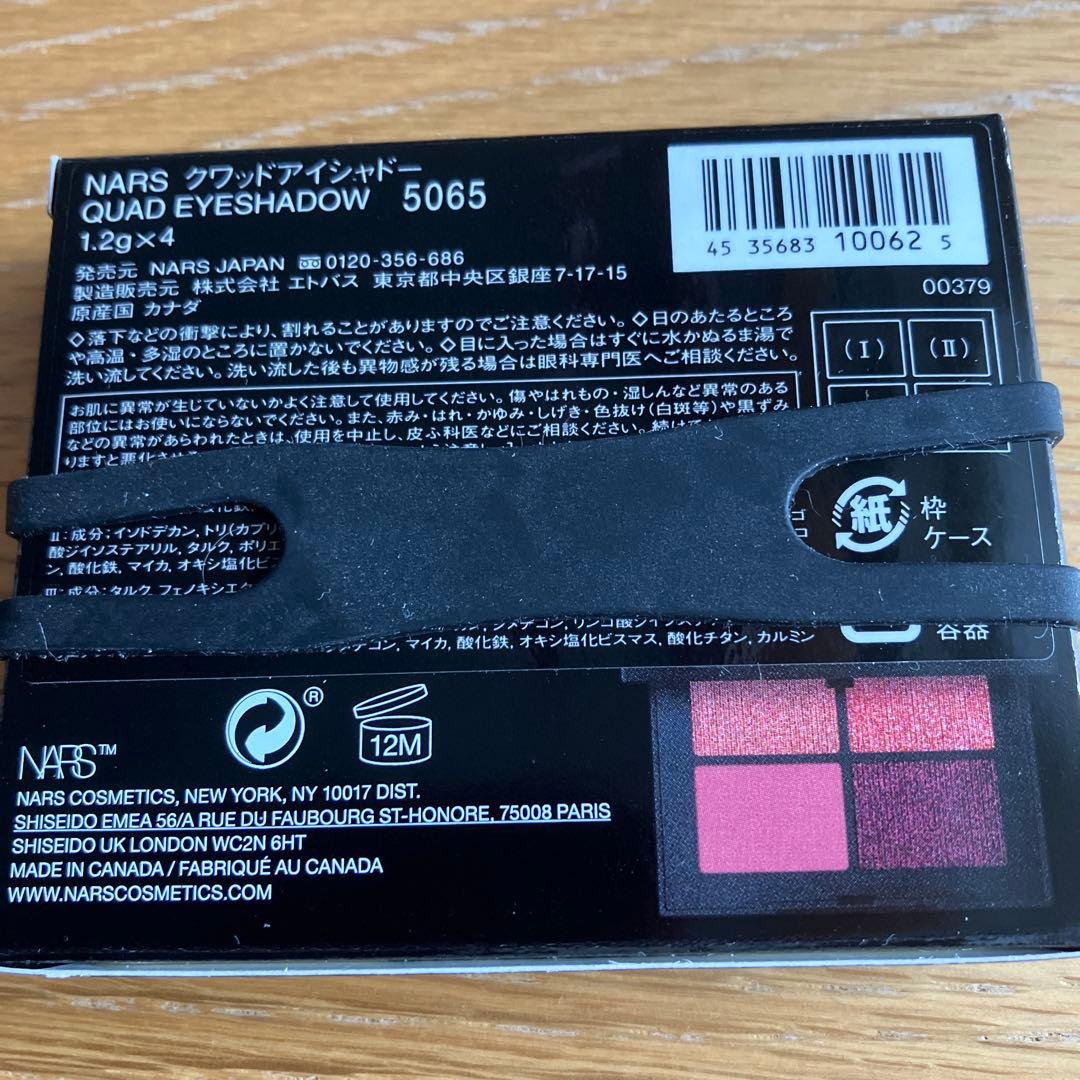 NARS クワッドアイシャドー
QUAD EYESHADOW 5065
1.2g×4
発売元 NARS JAPAN 0120-356-686
製造販売元 株式会社 エトバス 東京都中央区銀座7-17-15
原産国 カナダ
45 35683 10062 5
00379
◇落下などの衝撃により、割れることがありますのでご注意ください。◇日のあたるところ
や高温・多湿のところに置かないでください。◇目に入った場合はすぐに水かぬるま湯で
洗い流してください。洗い流した後も異物感が残る場合は眼科専門医へご相談ください。
(I) (II)
お肌に異常が生じていないかよく注意して使用してください。傷やはれもの・湿しんなど異常のある
部位にはお使いにならないでください。また、赤み・はれ・かゆみ・しげき・色抜け(白斑等)や黒ずみ
などの異常があらわれたときは、使用を中止し、皮ふ科医などにご相談ください。続けて
りますと悪化させる
II:成分:イソドデカン、トリ(カプリ
酸ジイソステアリル、タルク、ポリエ
ン、酸化鉄、マイカ、オキシ塩化ビ
III:成分:タルク、フェノキシエ
マイカ、酸化鉄、オキシ塩化ビスマス、酸化チタン、カルミン
紙 枠
ケース
容器
®
12M
NARS™
NARS COSMETICS, NEW YORK, NY 10017 DIST.
SHISEIDO EMEA 56/A RUE DU FAUBOURG ST-HONORE, 75008 PARIS
SHISEIDO UK LONDON WC2N 6HT
MADE IN CANADA / FABRIQUÉ AU CANADA
WWW.NARSCOSMETICS.COM